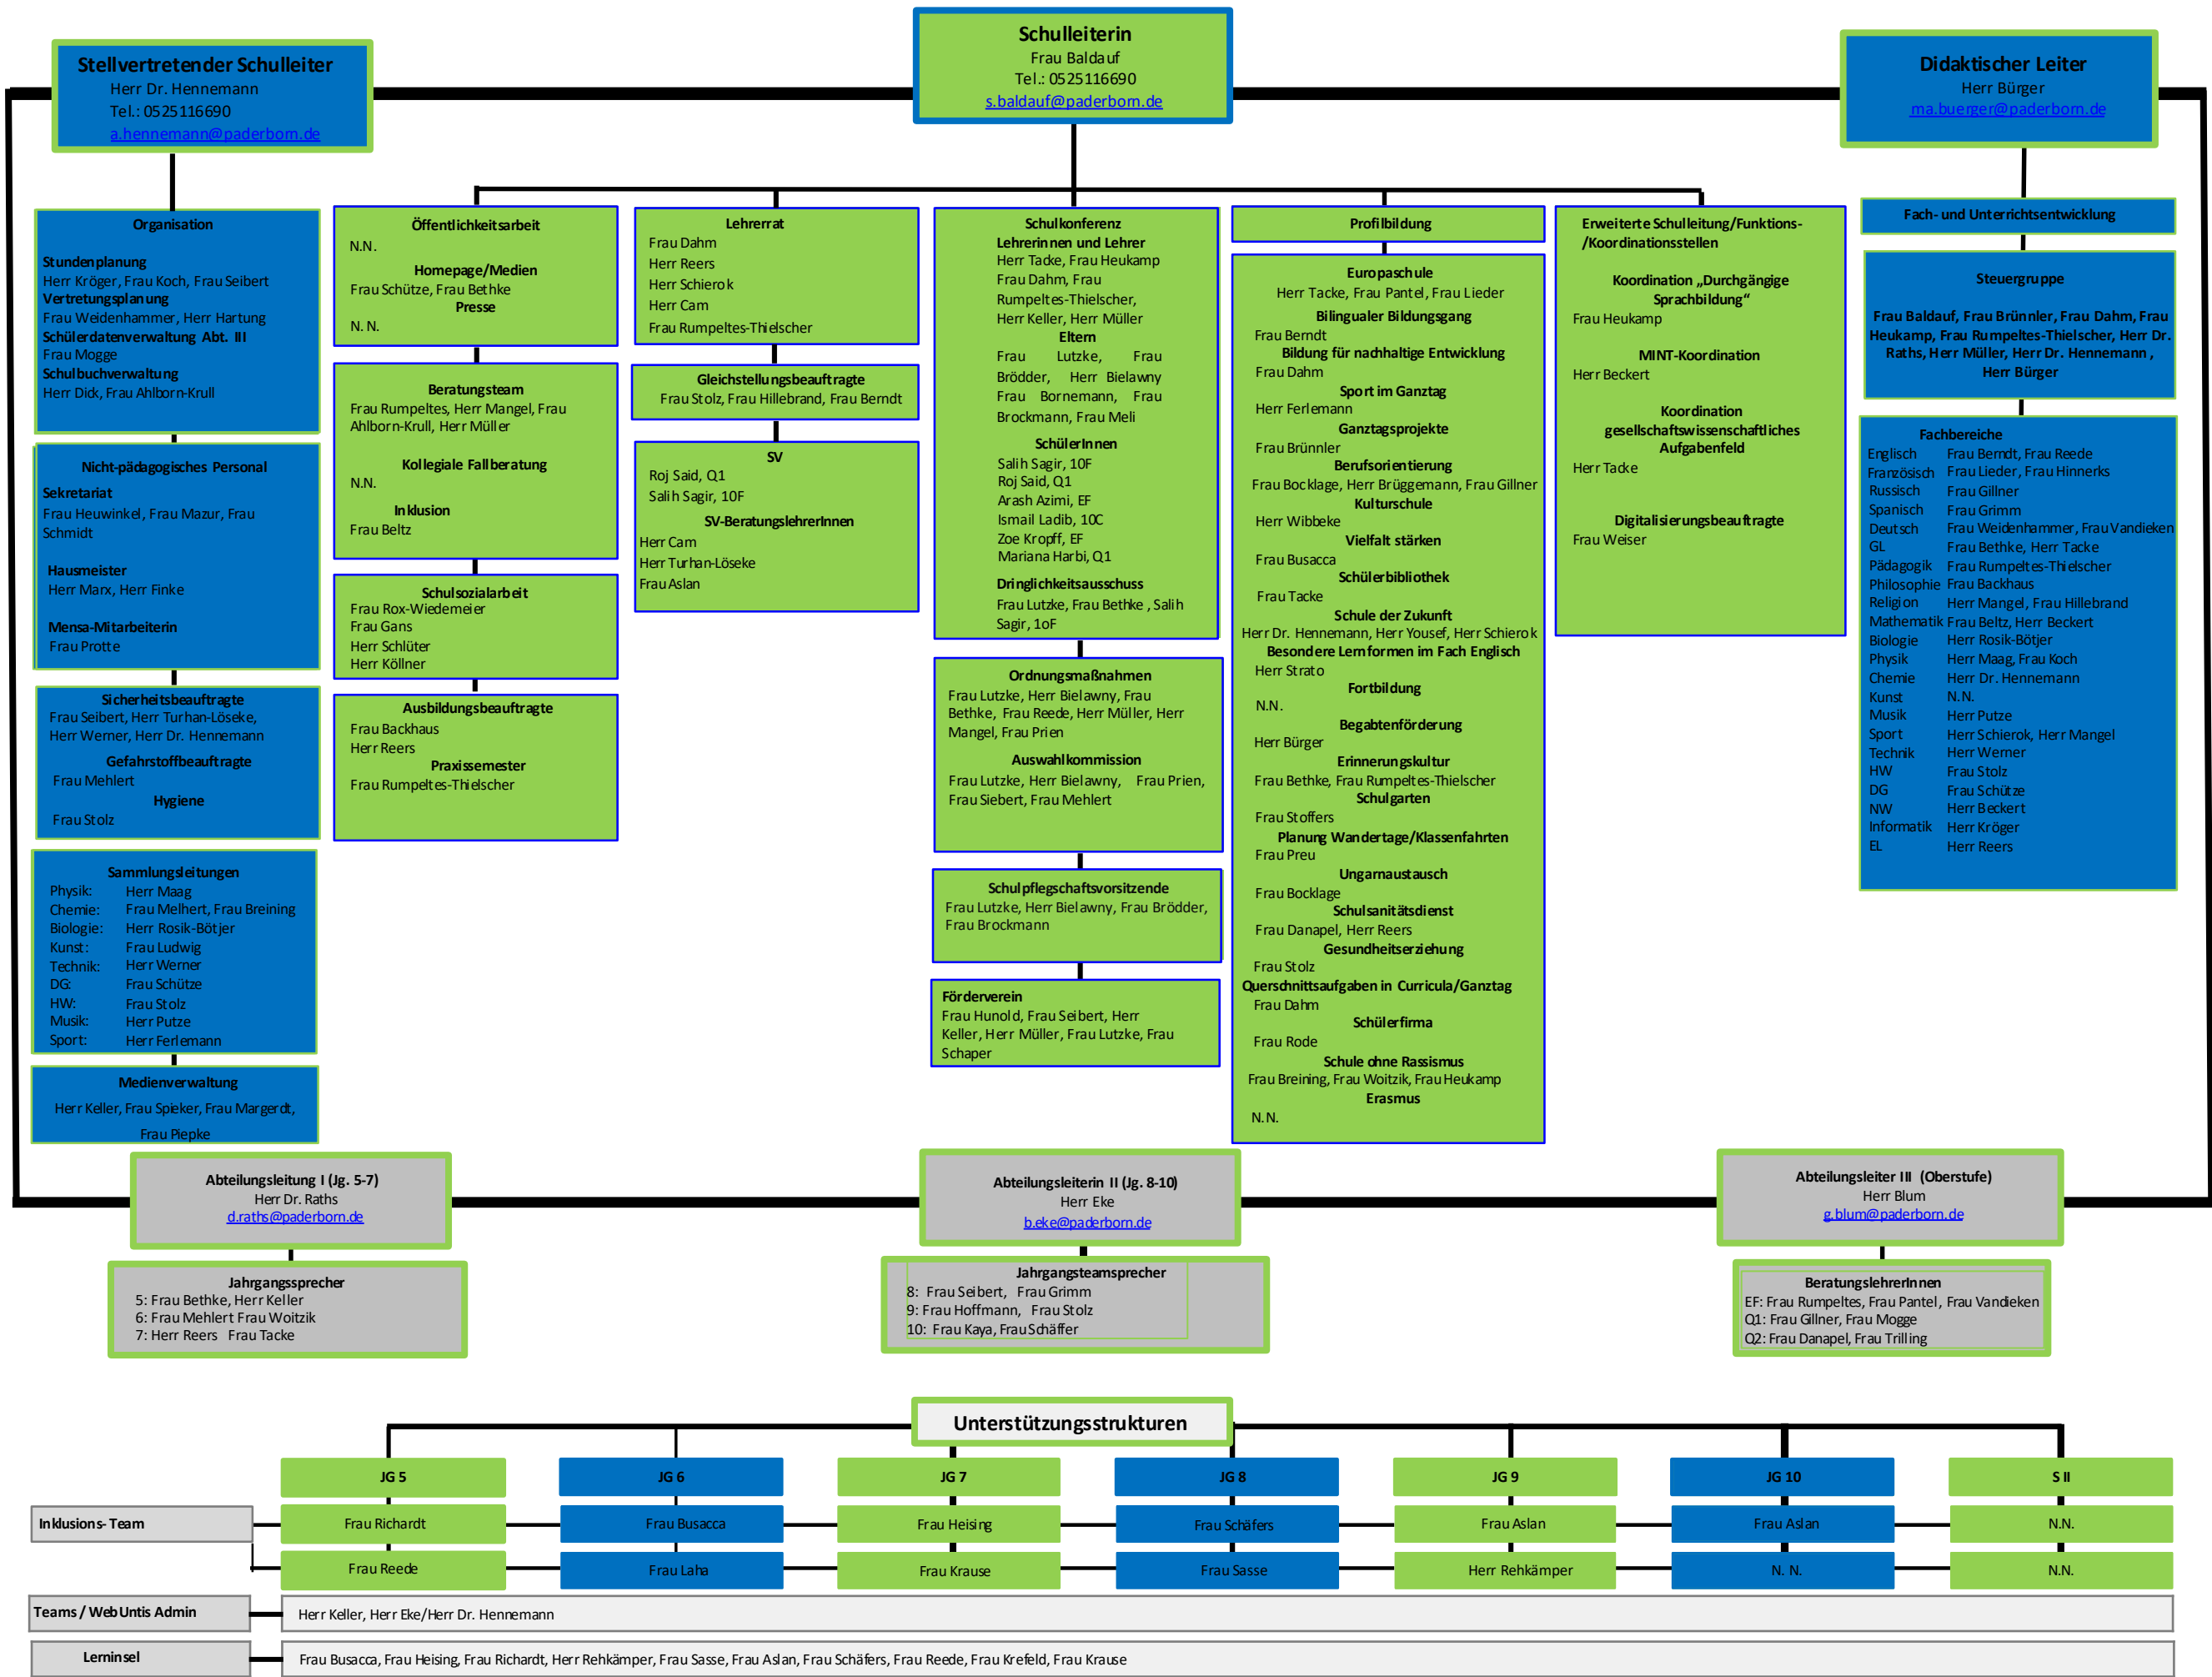 Schulleiterin
Frau Baldauf
Tel.: 0525116690
s.baldauf@paderborn.de
Stellvertretender Schulleiter
Herr Dr. Hennemann
Tel.: 0525116690
a.hennemann@paderborn.de
Didaktischer Leiter
Herr Bürger
ma.buerger@paderborn.de
Organisation
Stundenplanung
Herr Kröger, Frau Koch, Frau Seibert
Vertretungsplanung
Frau Weidenhammer, Herr Hartung
Schülerdatenverwaltung Abt. III
Frau Mogge
Schulbuchverwaltung
Herr Dick, Frau Ahlborn-Krull
Nicht-pädagogisches Personal
Sekretariat
Frau Heuwinkel, Frau Mazur, Frau
Schmidt
Hausmeister
Herr Marx, Herr Finke
Mensa-Mitarbeiterin
Frau Protte
Sicherheitsbeauftragte
Frau Seibert, Herr Turhan-Löseke,
Herr Werner, Herr Dr. Hennemann
Gefahrstoffbeauftragte
Frau Mehlert
Hygiene
Frau Stolz
Sammlungsleitungen
Physik: Herr Maag
Chemie: Frau Melhert, Frau Breining
Biologie: Herr Rosik-Bötjer
Kunst: Frau Ludwig
Technik: Herr Werner
DG: Frau Schütze
HW: Frau Stolz
Musik: Herr Putze
Sport: Herr Ferlemann
Medienverwaltung
Herr Keller, Frau Spieker, Frau Margerdt,
Frau Piepke
Öffentlichkeitsarbeit
N.N.
Homepage/Medien
Frau Schütze, Frau Bethke
Presse
N. N.
Beratungsteam
Frau Rumpeltes, Herr Mangel, Frau
Ahlborn-Krull, Herr Müller
Kollegiale Fallberatung
N.N.
Inklusion
Frau Beltz
Schulsozialarbeit
Frau Rox-Wiedemeier
Frau Gans
Herr Schlüter
Herr Köllner
Ausbildungsbeauftragte
Frau Backhaus
Herr Reers
Praxissemester
Frau Rumpeltes-Thielscher
Lehrerrat
Frau Dahm
Herr Reers
Herr Schierok
Herr Cam
Frau Rumpeltes-Thielscher
Gleichstellungsbeauftragte
Frau Stolz, Frau Hillebrand, Frau Berndt
SV
Roj Said, Q1
Salih Sagir, 10F
SV-BeratungslehrerInnen
Herr Cam
Herr Turhan-Löseke
Frau Aslan
Schulkonferenz
Lehrerinnen und Lehrer
Herr Tacke, Frau Heukamp
Frau Dahm, Frau
Rumpeltes-Thielscher,
Herr Keller, Herr Müller
Eltern
Frau Lutzke, Frau
Brödder, Herr Bielawny
Frau Bornemann, Frau
Brockmann, Frau Meli
SchülerInnen
Salih Sagir, 10F
Roj Said, Q1
Arash Azimi, EF
Ismail Ladib, 10C
Zoe Kropff, EF
Mariana Harbi, Q1
Dringlichkeitsausschuss
Frau Lutzke, Frau Bethke , Salih
Sagir, 1oF
Ordnungsmaßnahmen
Frau Lutzke, Herr Bielawny, Frau
Bethke, Frau Reede, Herr Müller, Herr
Mangel, Frau Prien
Auswahlkommission
Frau Lutzke, Herr Bielawny, Frau Prien,
Frau Siebert, Frau Mehlert
Schulpflegschaftsvorsitzende
Frau Lutzke, Herr Bielawny, Frau Brödder,
Frau Brockmann
Förderverein
Frau Hunold, Frau Seibert, Herr
Keller, Herr Müller, Frau Lutzke, Frau
Schaper
Profilbildung
Europaschule
Herr Tacke, Frau Pantel, Frau Lieder
Bilingualer Bildungsgang
Frau Berndt
Bildung für nachhaltige Entwicklung
Frau Dahm
Sport im Ganztag
Herr Ferlemann
Ganztagsprojekte
Frau Brünnler
Berufsorientierung
Frau Bocklage, Herr Brüggemann, Frau Gillner
Kulturschule
Herr Wibbeke
Vielfalt stärken
Frau Busacca
Schülerbibliothek
Frau Tacke
Schule der Zukunft
Herr Dr. Hennemann, Herr Yousef, Herr Schierok
Besondere Lernformen im Fach Englisch
Herr Strato
Fortbildung
N.N.
Begabtenförderung
Herr Bürger
Erinnerungskultur
Frau Bethke, Frau Rumpeltes-Thielscher
Schulgarten
Frau Stoffers
Planung Wandertage/Klassenfahrten
Frau Preu
Ungarnaustausch
Frau Bocklage
Schulsanitätsdienst
Frau Danapel, Herr Reers
Gesundheitserziehung
Frau Stolz
Querschnittsaufgaben in Curricula/Ganztag
Frau Dahm
Schülerfirma
Frau Rode
Schule ohne Rassismus
Frau Breining, Frau Woitzik, Frau Heukamp
Erasmus
N. N.
Erweiterte Schulleitung/Funktions-
/Koordinationsstellen
Koordination „Durchgängige
Sprachbildung“
Frau Heukamp
MINT-Koordination
Herr Beckert
Koordination
gesellschaftswissenschaftliches
Aufgabenfeld
Herr Tacke
Digitalisierungsbeauftragte
Frau Weiser
Fach- und Unterrichtsentwicklung
Steuergruppe
Frau Baldauf, Frau Brünnler, Frau Dahm, Frau
Heukamp, Frau Rumpeltes-Thielscher, Herr Dr.
Raths, Herr Müller, Herr Dr. Hennemann ,
Herr Bürger
Fachbereiche
Englisch Frau Berndt, Frau Reede
Französisch Frau Lieder, Frau Hinnerks
Russisch Frau Gillner
Spanisch Frau Grimm
Deutsch Frau Weidenhammer, Frau Vandieken
GL Frau Bethke, Herr Tacke
Pädagogik Frau Rumpeltes-Thielscher
Philosophie Frau Backhaus
Religion Herr Mangel, Frau Hillebrand
Mathematik Frau Beltz, Herr Beckert
Biologie Herr Rosik-Bötjer
Physik Herr Maag, Frau Koch
Chemie Herr Dr. Hennemann
Kunst N.N.
Musik Herr Putze
Sport Herr Schierok, Herr Mangel
Technik Herr Werner
HW Frau Stolz
DG Frau Schütze
NW Herr Beckert
Informatik Herr Kröger
EL Herr Reers
Abteilungsleitung I (Jg. 5-7)
Herr Dr. Raths
d.raths@paderborn.de
Jahrgangssprecher
5: Frau Bethke, Herr Keller
6: Frau Mehlert Frau Woitzik
7: Herr Reers Frau Tacke
Abteilungsleiterin II (Jg. 8-10)
Herr Eke
b.eke@paderborn.de
Jahrgangsteamsprecher
8: Frau Seibert, Frau Grimm
9: Frau Hoffmann, Frau Stolz
10: Frau Kaya, Frau Schäffer
Abteilungsleiter III (Oberstufe)
Herr Blum
g.blum@paderborn.de
BeratungslehrerInnen
EF: Frau Rumpeltes, Frau Pantel, Frau Vandieken
Q1: Frau Gillner, Frau Mogge
Q2: Frau Danapel, Frau Trilling
Unterstützungsstrukturen
JG 5 JG 6 JG 7 JG 8 JG 9 JG 10 S II
Inklusions- Team Frau Richardt Frau Busacca Frau Heising Frau Schäfers Frau Aslan Frau Aslan N.N.
Frau Reede Frau Laha Frau Krause Frau Sasse Herr Rehkämper N. N. N.N.
Teams / WebUntis Admin Herr Keller, Herr Eke/Herr Dr. Hennemann
Lerninsel Frau Busacca, Frau Heising, Frau Richardt, Herr Rehkämper, Frau Sasse, Frau Aslan, Frau Schäfers, Frau Reede, Frau Krefeld, Frau Krause